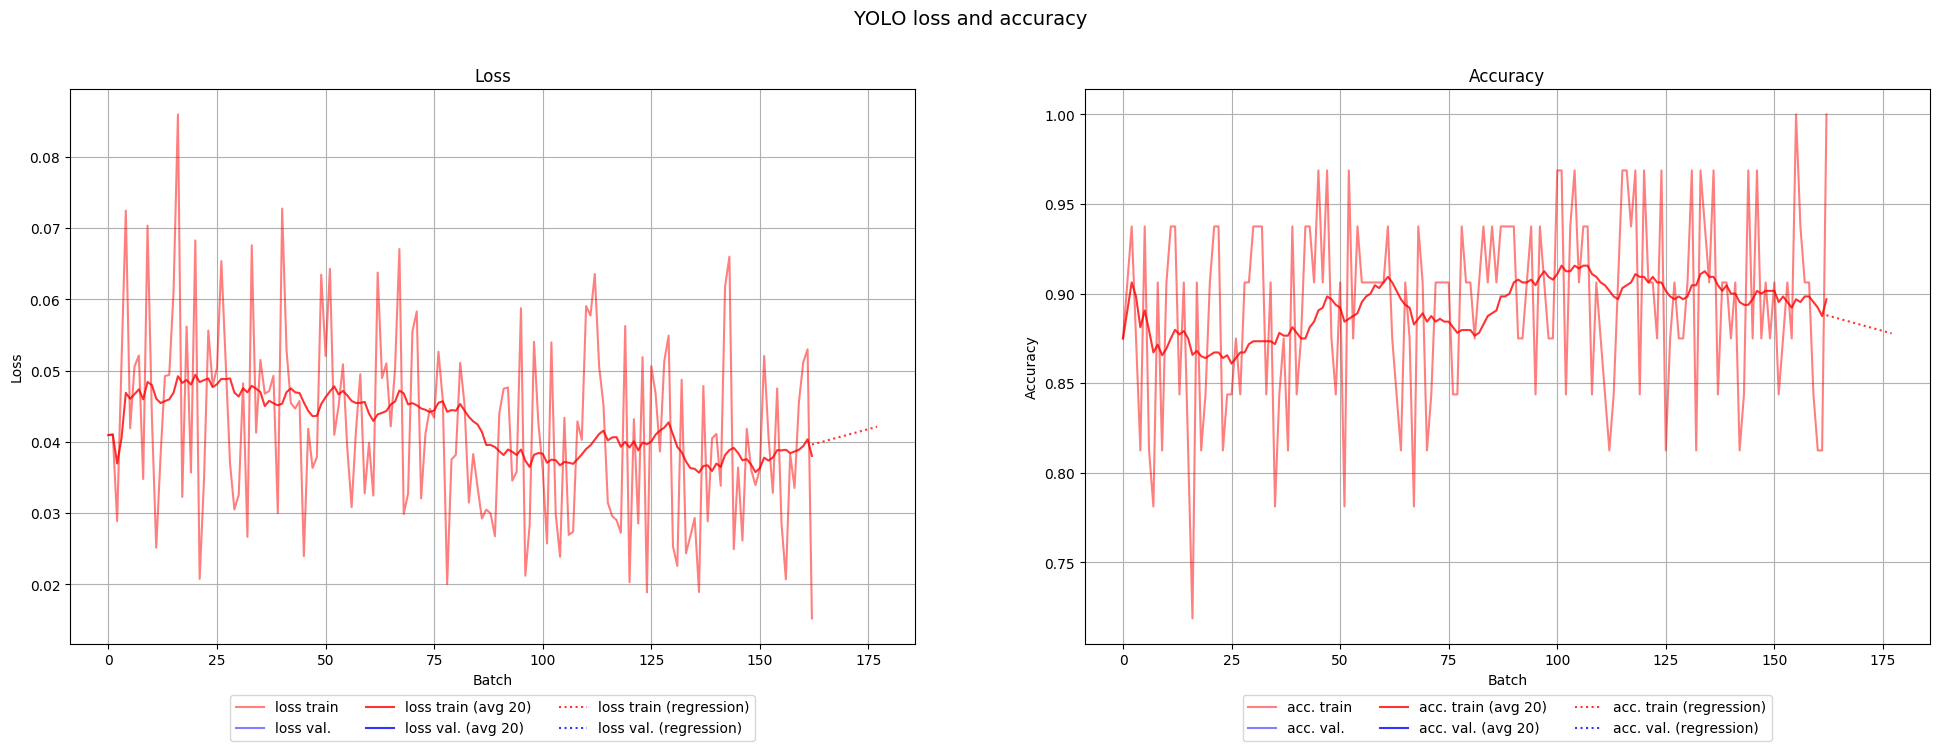 YOLO loss and accuracy
Loss
Loss
0.08
0.07
0.06
0.05
0.04
0.03
0.02
0 25 50 75 100 125 150 175
Batch
loss train loss train (avg 20) loss train (regression)
loss val. loss val. (avg 20) loss val. (regression)
Accuracy
Accuracy
1.00
0.95
0.90
0.85
0.80
0.75
0 25 50 75 100 125 150 175
Batch
acc. train acc. train (avg 20) acc. train (regression)
acc. val. acc. val. (avg 20) acc. val. (regression)